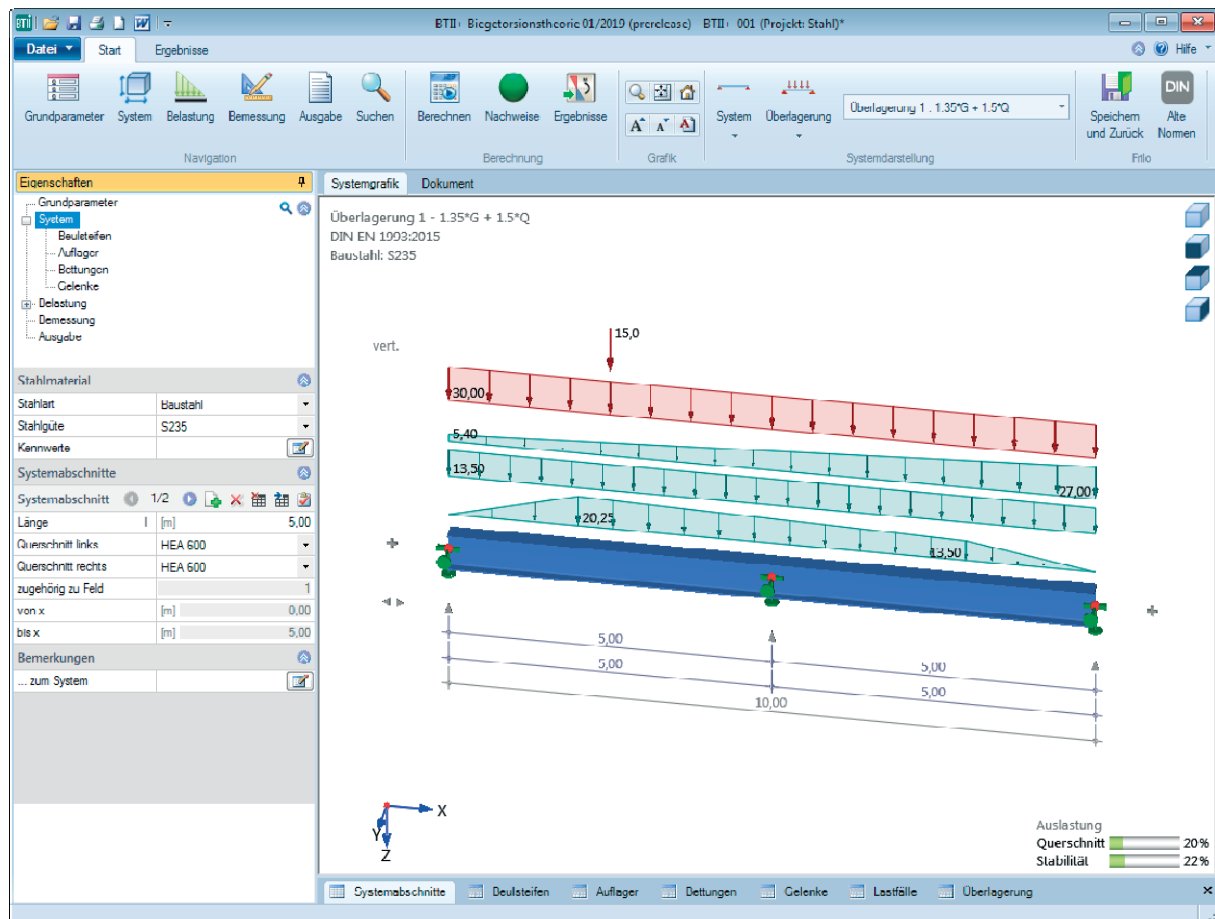 BTII+ Biegetorsionstheorie 01/2019 (prerelease) BTII+ 001 (Projekt: Stahl)*
Datei Start Ergebnisse Hilfe
Grundparameter System Belastung Bemessung Ausgabe Suchen Berechnen Nachweise Ergebnisse System Überlagerung Überlagerung 1 - 1.35*G + 1.5*Q Speichern und Zurück DIN Alte Normen
Navigation Berechnung Grafik Systemdarstellung Frilo
Eigenschaften
Grundparameter
System
Beulsteifen
Auflager
Bettungen
Gelenke
Belastung
Bemessung
Ausgabe
Stahlmaterial
Stahlart Baustahl
Stahlgüte S235
Kennwerte
Systemabschnitte
Systemabschnitt 1/2
Länge l [m] 5,00
Querschnitt links HEA 600
Querschnitt rechts HEA 600
zugehörig zu Feld 1
von x [m] 0,00
bis x [m] 5,00
Bemerkungen
... zum System
Systemgrafik Dokument
Überlagerung 1 - 1.35*G + 1.5*Q
DIN EN 1993:2015
Baustahl: S235
vert.
15,0
30,00
5,40
13,50
27,00
20,25
13,50
5,00
5,00
5,00
5,00
10,00
X
Y
Z
Auslastung
Querschnitt 20%
Stabilität 22%
Systemabschnitte Beulsteifen Auflager Bettungen Gelenke Lastfälle Überlagerung